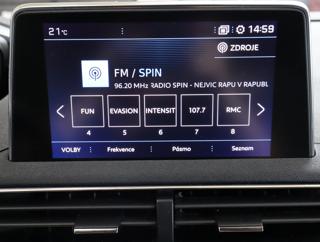 21°C
14:59
ZDROJE
FM / SPIN
96.20 MHz RADIO SPIN - NEJVIC RAPU V RAPUBL
FUN EVASION INTENSIT 107.7 RMC
4 5 6 7 8
VOLBY Frekvence Pásmo Seznam